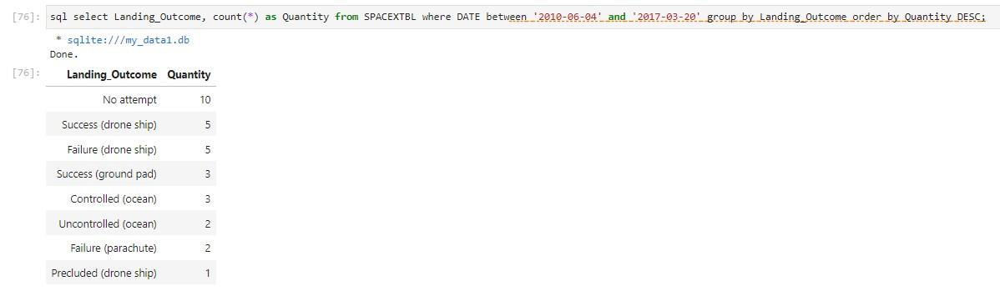 [76]: sql select Landing_Outcome, count(*) as Quantity from SPACEXTBL where DATE between '2010-06-04' and '2017-03-20' group by Landing_Outcome order by Quantity DESC;
* sqlite:///my_data1.db
Done.
[76]: Landing_Outcome Quantity
No attempt 10
Success (drone ship) 5
Failure (drone ship) 5
Success (ground pad) 3
Controlled (ocean) 3
Uncontrolled (ocean) 2
Failure (parachute) 2
Precluded (drone ship) 1